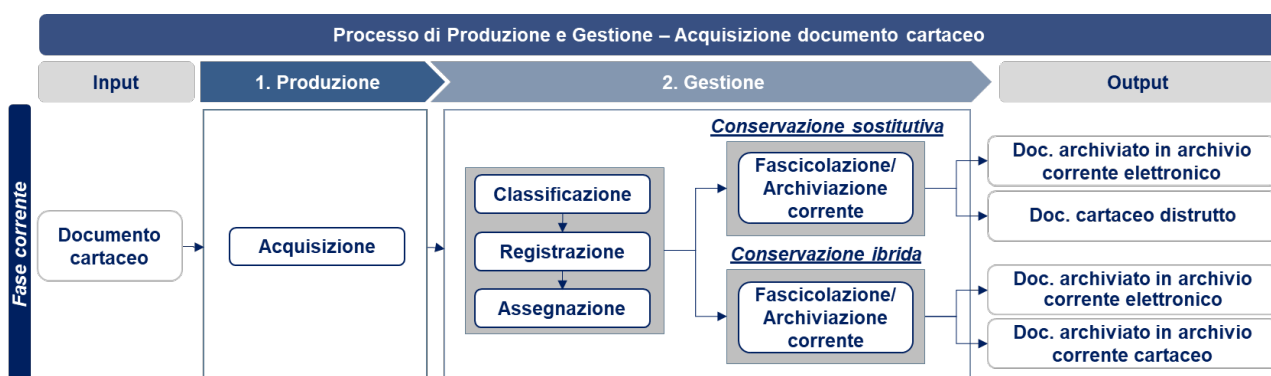 Processo di Produzione e Gestione – Acquisizione documento cartaceo
Input
1. Produzione
2. Gestione
Output
Fase corrente
Documento
cartaceo
Acquisizione
Classificazione
Registrazione
Assegnazione
Conservazione sostitutiva
Fascicolazione/
Archiviazione
corrente
Conservazione ibrida
Fascicolazione/
Archiviazione
corrente
Doc. archiviato in archivio
corrente elettronico
Doc. cartaceo distrutto
Doc. archiviato in archivio
corrente elettronico
Doc. archiviato in archivio
corrente cartaceo